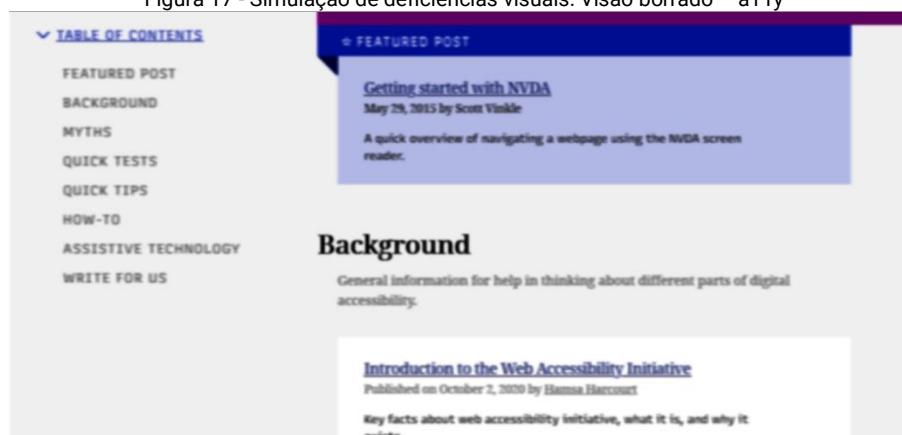 Figura 17 - Simulação de deficiências visuais: Visão borrado – a11y
TABLE OF CONTENTS
FEATURED POST
BACKGROUND
MYTHS
QUICK TESTS
QUICK TIPS
HOW-TO
ASSISTIVE TECHNOLOGY
WRITE FOR US
☆ FEATURED POST
Getting started with NVDA
May 29, 2015 by Scott Vinkle
A quick overview of navigating a webpage using the NVDA screen
reader.
Background
General information for help in thinking about different parts of digital
accessibility.
Introduction to the Web Accessibility Initiative
Published on October 2, 2020 by Hamsa Harcourt
Key facts about web accessibility initiative, what it is, and why it